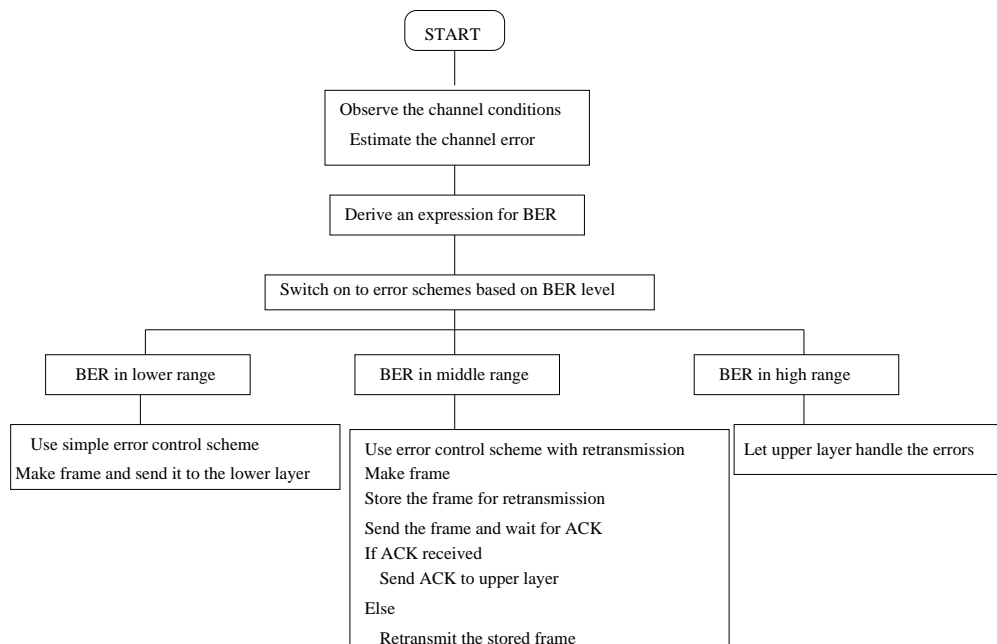 START
Observe the channel conditions
Estimate the channel error
Derive an expression for BER
Switch on to error schemes based on BER level
BER in lower range
BER in middle range
BER in high range
Use simple error control scheme
Make frame and send it to the lower layer
Use error control scheme with retransmission
Make frame
Store the frame for retransmission
Send the frame and wait for ACK
If ACK received
Send ACK to upper layer
Else
Retransmit the stored frame
Let upper layer handle the errors